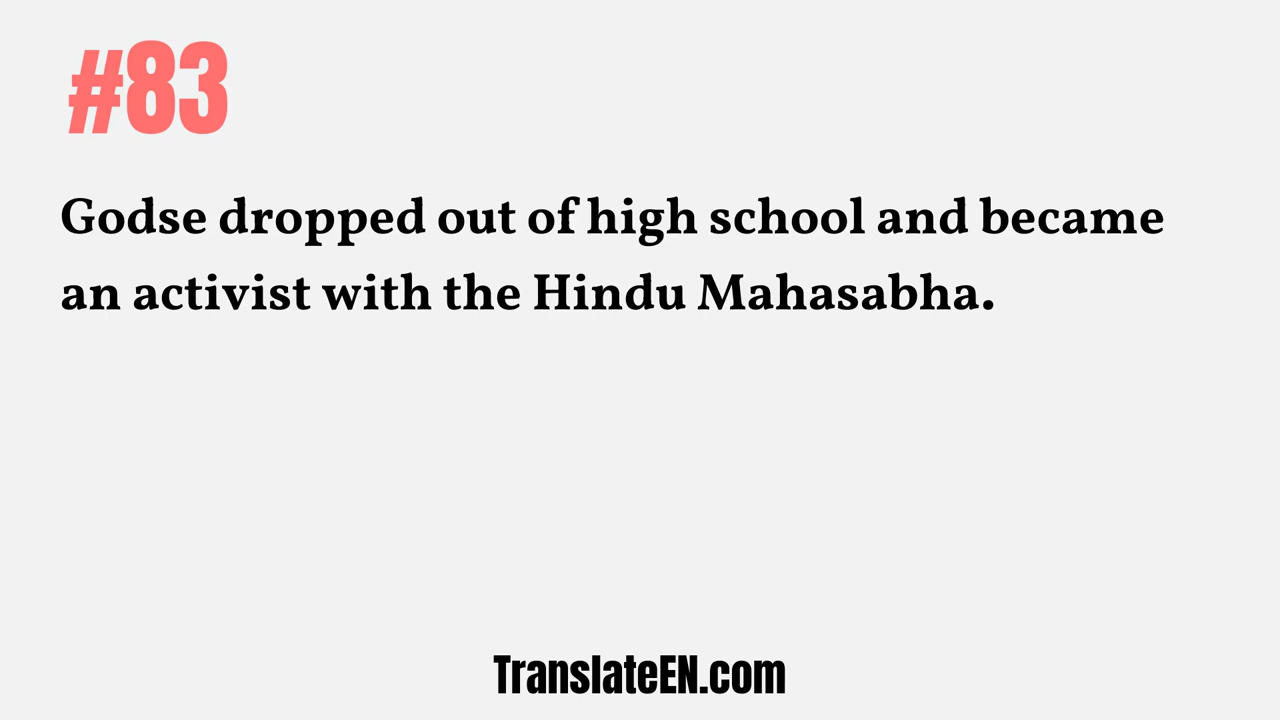 #83
Godse dropped out of high school and became
an activist with the Hindu Mahasabha.
TranslateEN.com